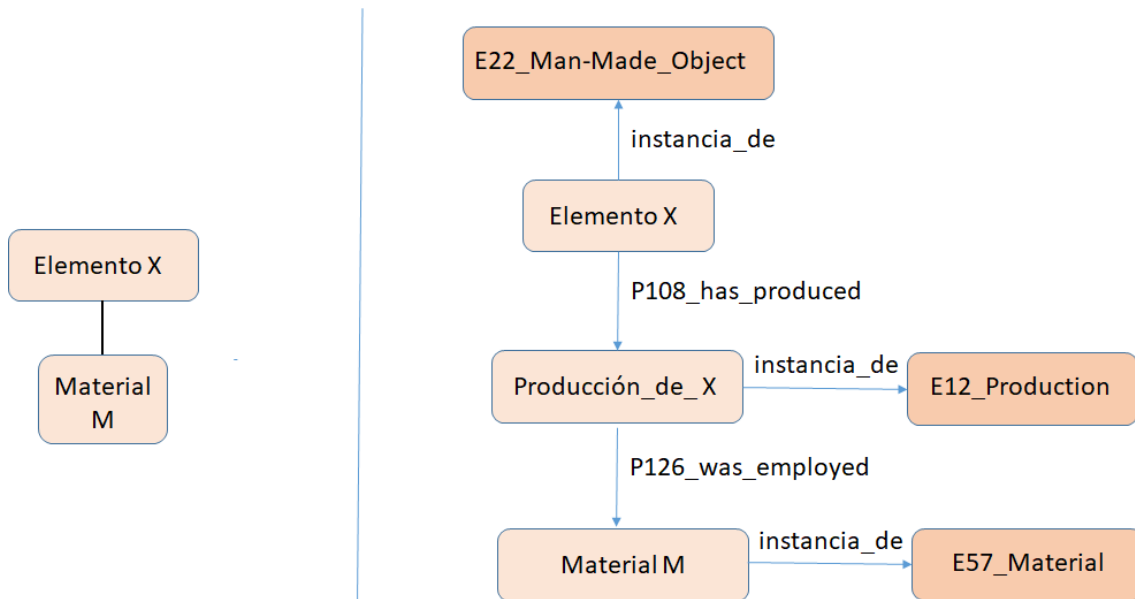 Elemento X
Material
M
E22_Man-Made_Object
instancia_de
Elemento X
P108_has_produced
Producción_de_ X
instancia_de
E12_Production
P126_was_employed
Material M
instancia_de
E57_Material